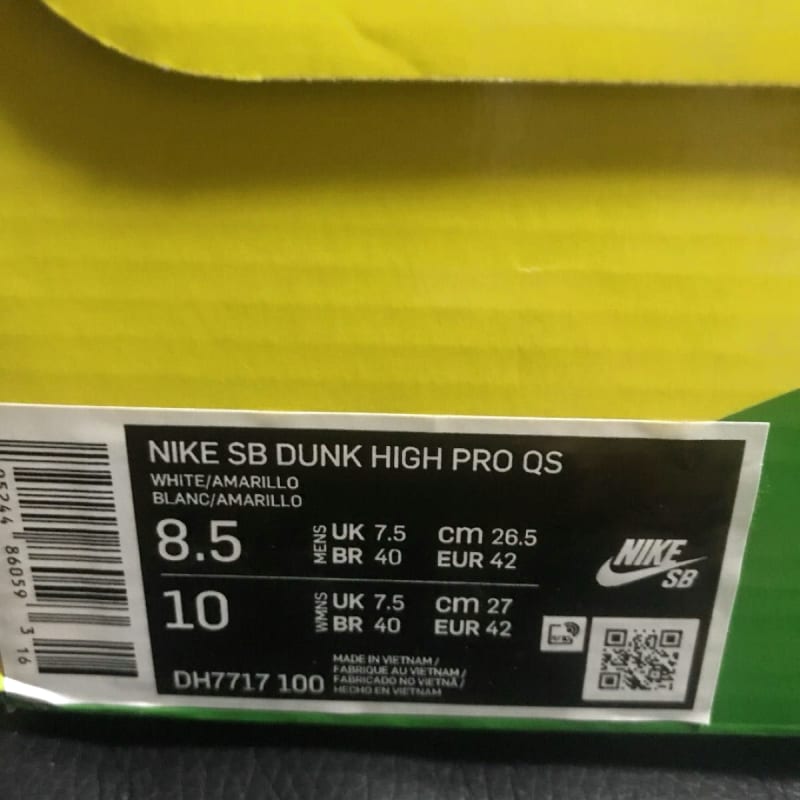 NIKE SB DUNK HIGH PRO QS
WHITE/AMARILLO
BLANC/AMARILLO
8.5 MENS UK 7.5 cm 26.5
BR 40 EUR 42
10 WMNS UK 7.5 cm 27
BR 40 EUR 42
NIKE
SB
DH7717 100
MADE IN VIETNAM /
FABRIQUE AU VIETNAM /
FABRICADO NO VIETNÃ /
HECHO EN VIETNAM
95244 86059 3 16